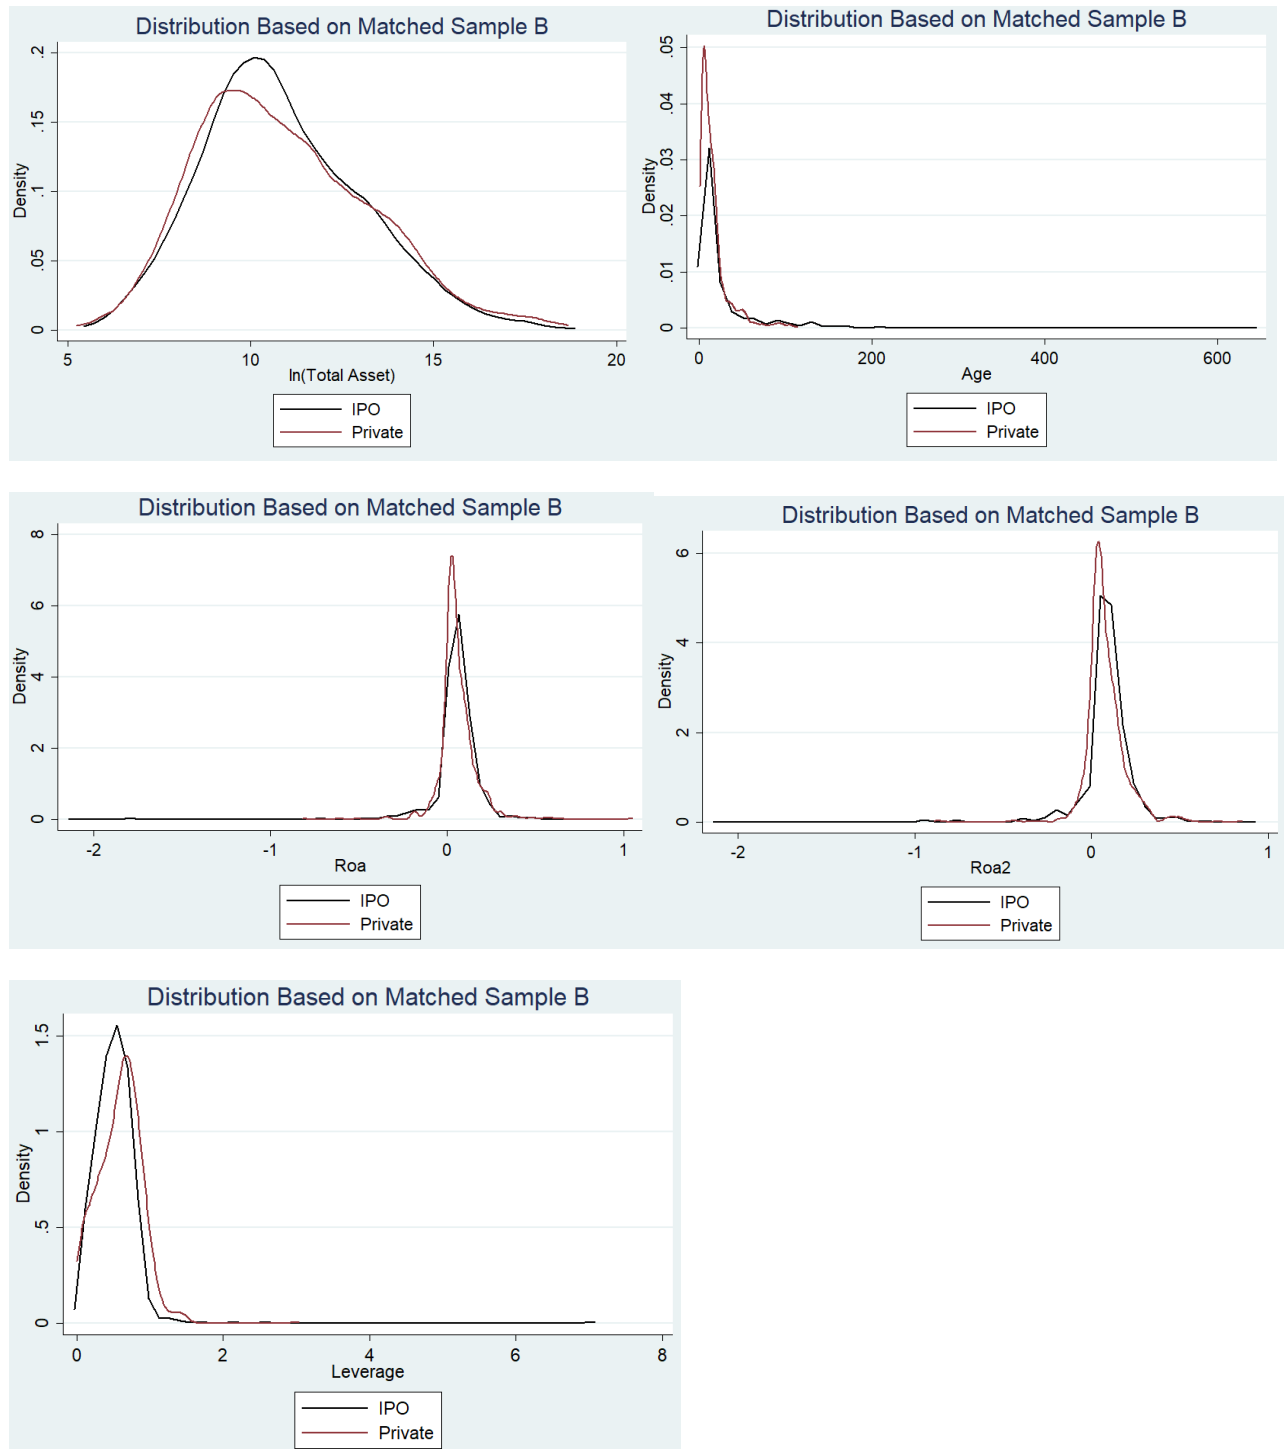 Distribution Based on Matched Sample B
Density
0
.05
.1
.15
.2
5
10
15
20
ln(Total Asset)
IPO
Private
Distribution Based on Matched Sample B
Density
0
.01
.02
.03
.04
.05
0
200
400
600
Age
IPO
Private
Distribution Based on Matched Sample B
Density
0
2
4
6
8
-2
-1
0
1
Roa
IPO
Private
Distribution Based on Matched Sample B
Density
0
2
4
6
-2
-1
0
1
Roa2
IPO
Private
Distribution Based on Matched Sample B
Density
0
.5
1
1.5
0
2
4
6
8
Leverage
IPO
Private